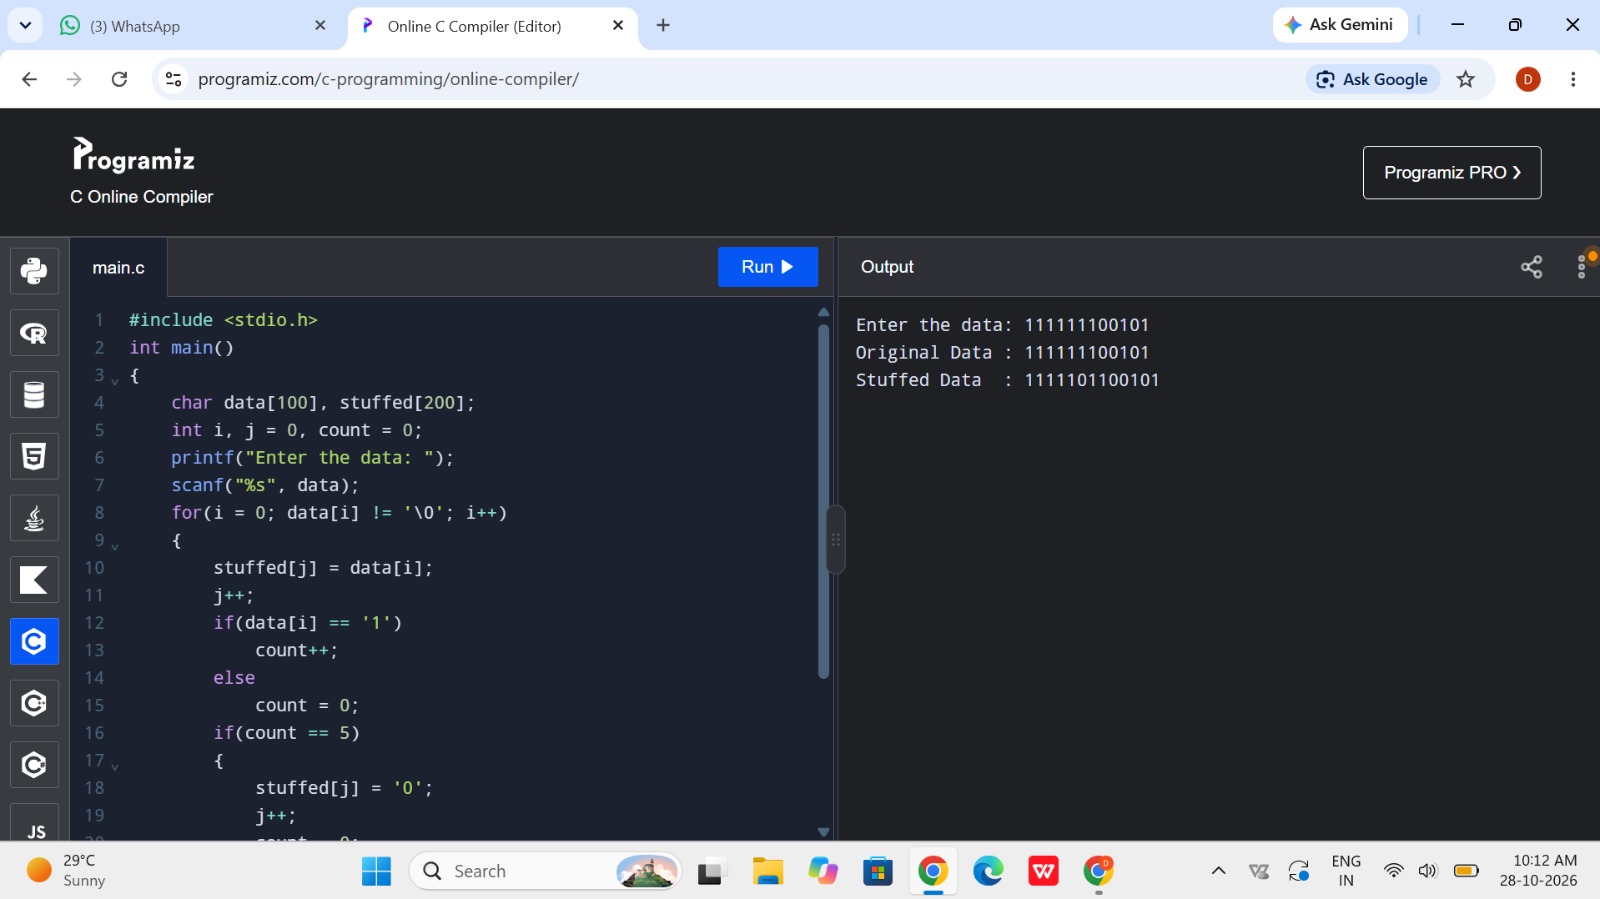 (3) WhatsApp
Online C Compiler (Editor)
Ask Gemini
programiz.com/c-programming/online-compiler/
Ask Google
D
Programiz
C Online Compiler
Programiz PRO ❯
main.c
Run
Output
1 #include <stdio.h>
2 int main()
3 {
4 char data[100], stuffed[200];
5 int i, j = 0, count = 0;
6 printf("Enter the data: ");
7 scanf("%s", data);
8 for(i = 0; data[i] != '\0'; i++)
9 {
10 stuffed[j] = data[i];
11 j++;
12 if(data[i] == '1')
13 count++;
14 else
15 count = 0;
16 if(count == 5)
17 {
18 stuffed[j] = '0';
19 j++;
Enter the data: 111111100101
Original Data : 111111100101
Stuffed Data  : 1111101100101
JS
29°C
Sunny
Search
ENG
IN
10:12 AM
28-10-2026